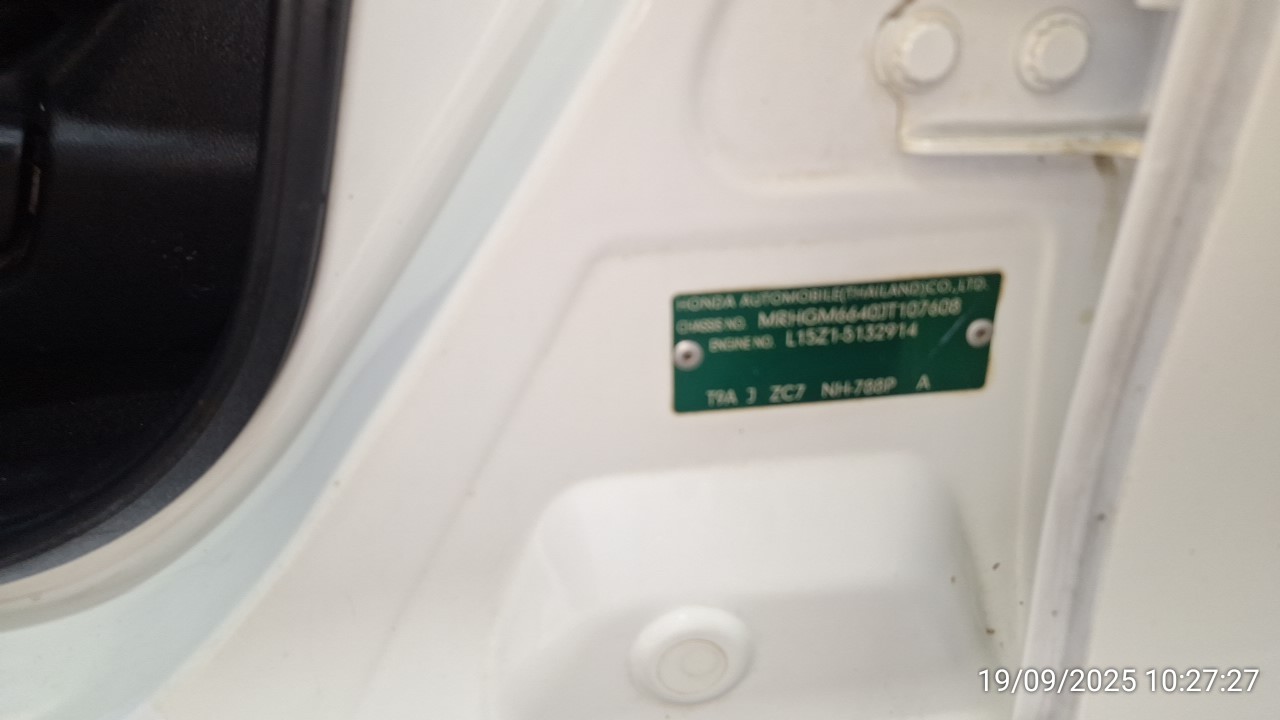 HONDA AUTOMOBILE(THAILAND)CO.,LTD.
CHASSIS NO. MRHGM6640JT107608
ENGINE NO. L15Z1-5132914
T9A J ZC7 NH-788P A
19/09/2025 10:27:27